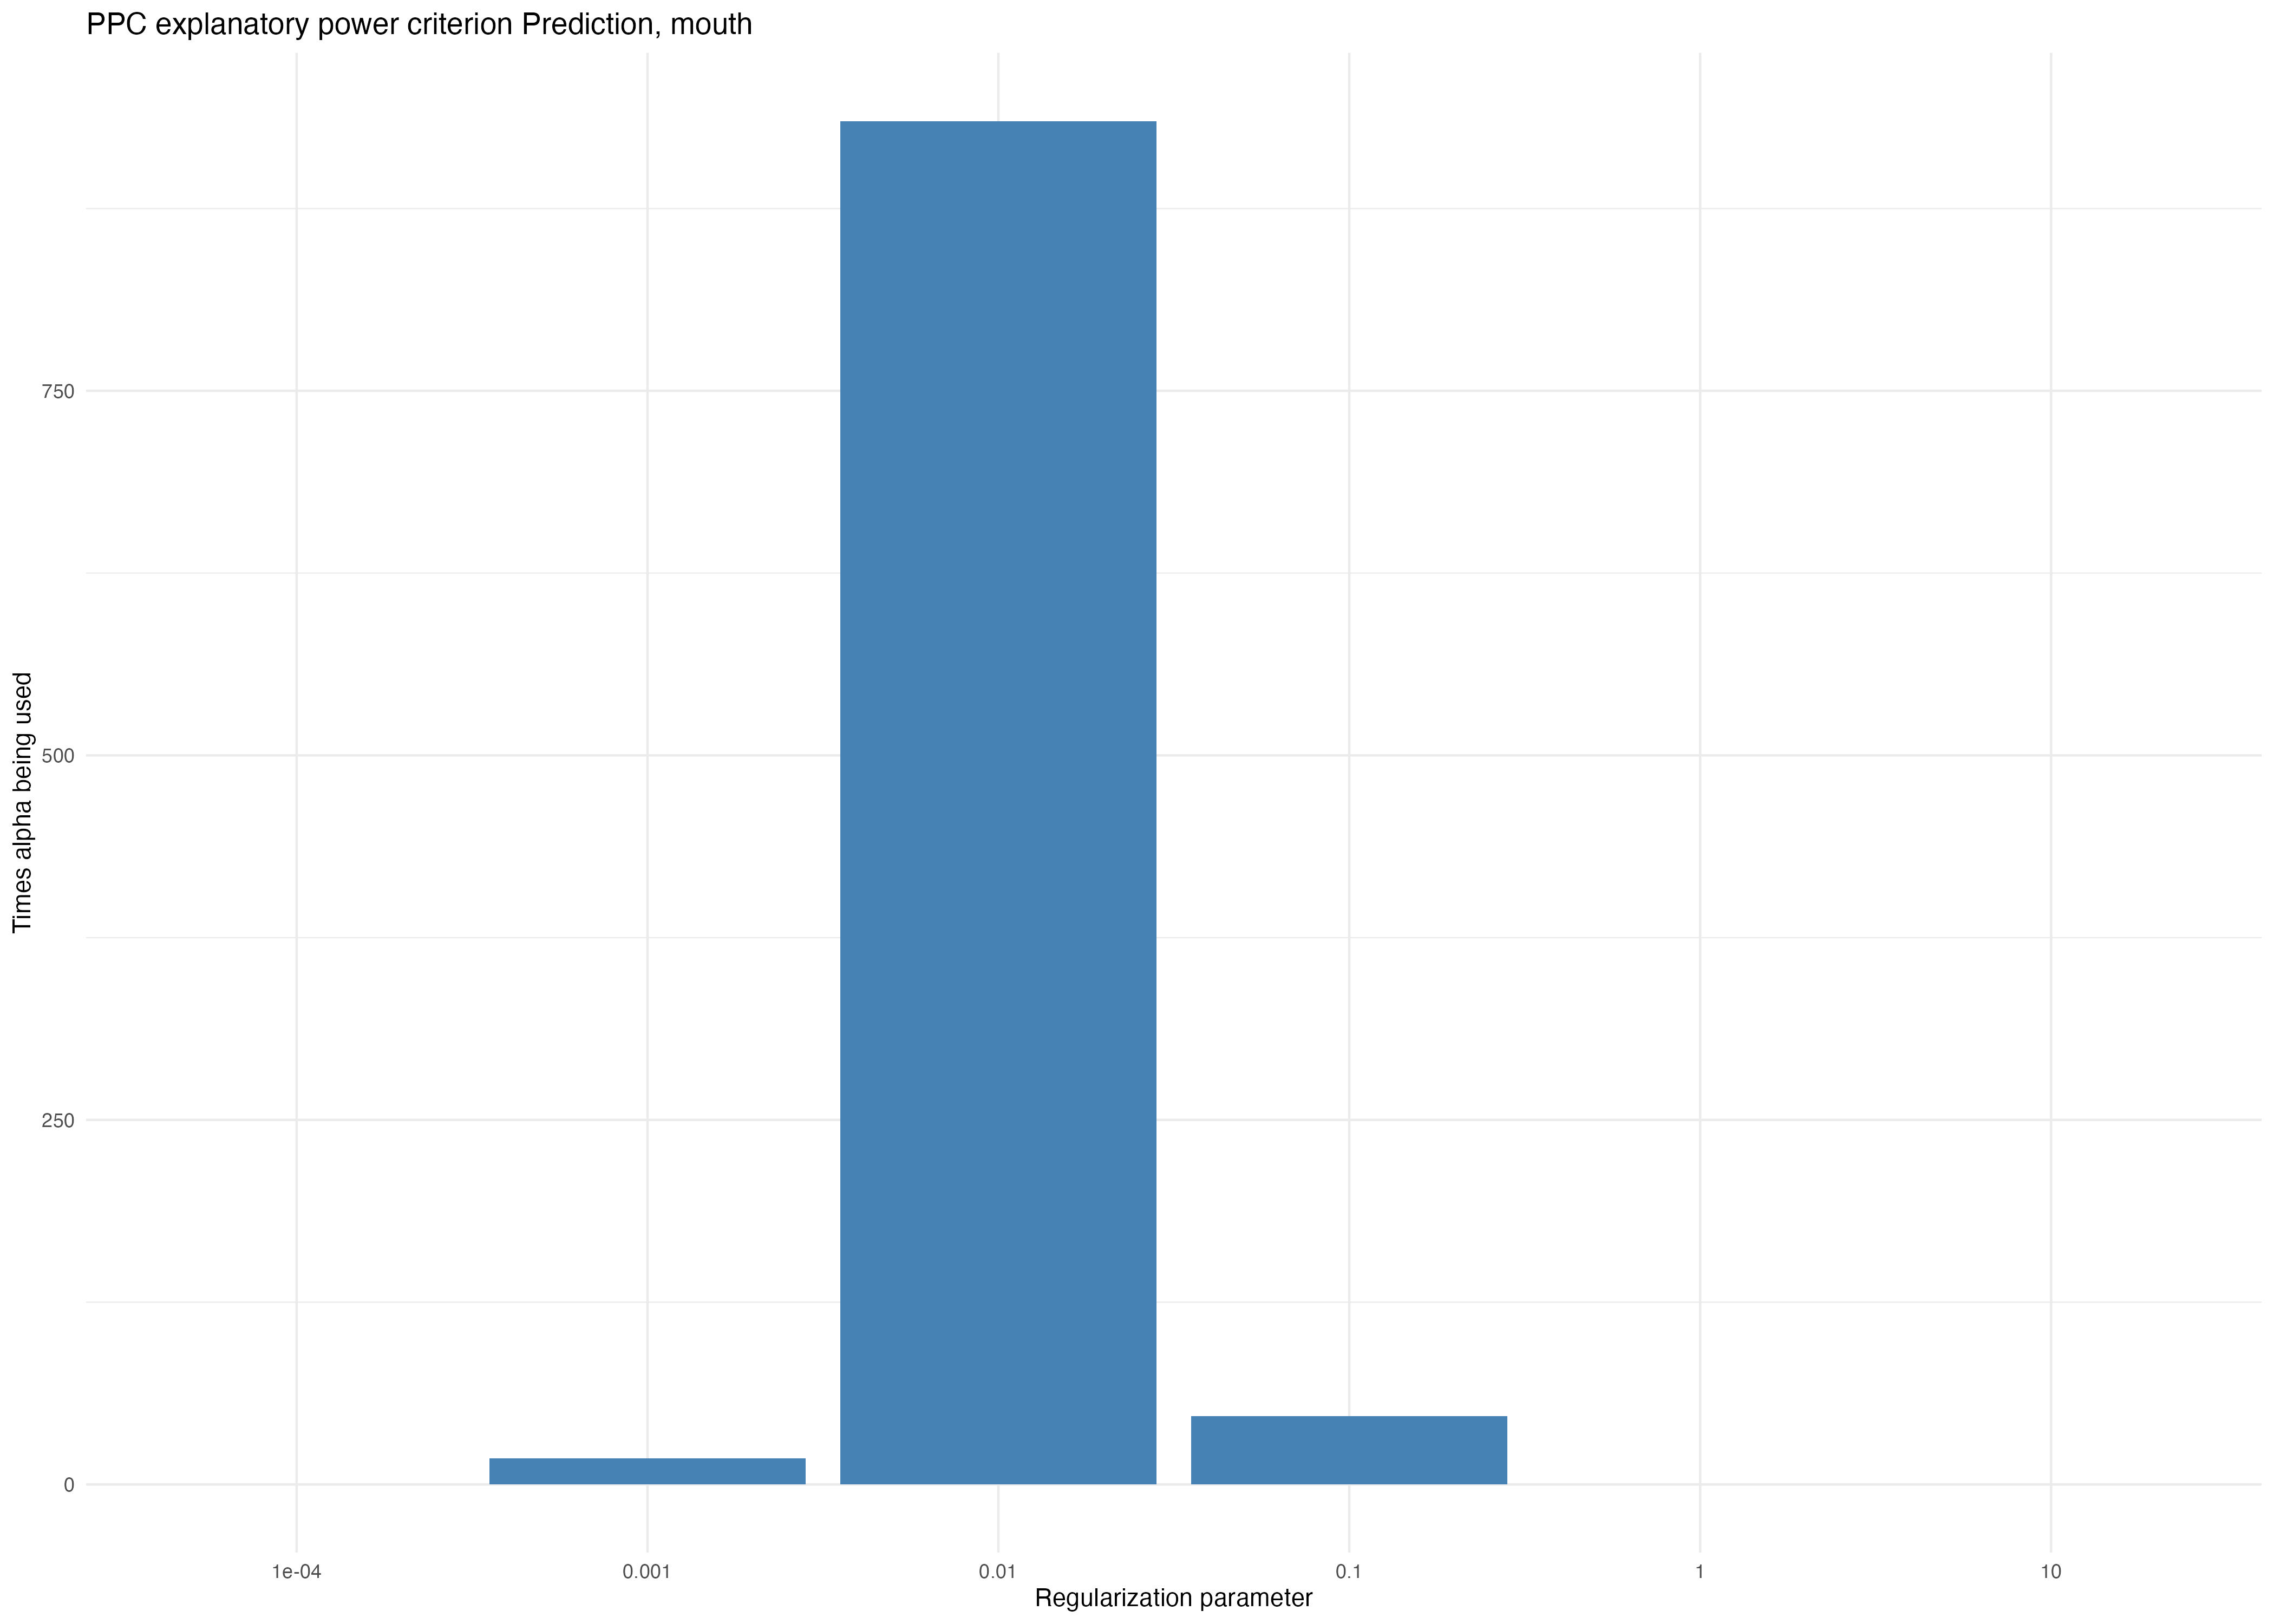 PPC explanatory power criterion Prediction, mouth
Times alpha being used
750
500
250
0
1e-04 0.001 0.01 0.1 1 10
Regularization parameter